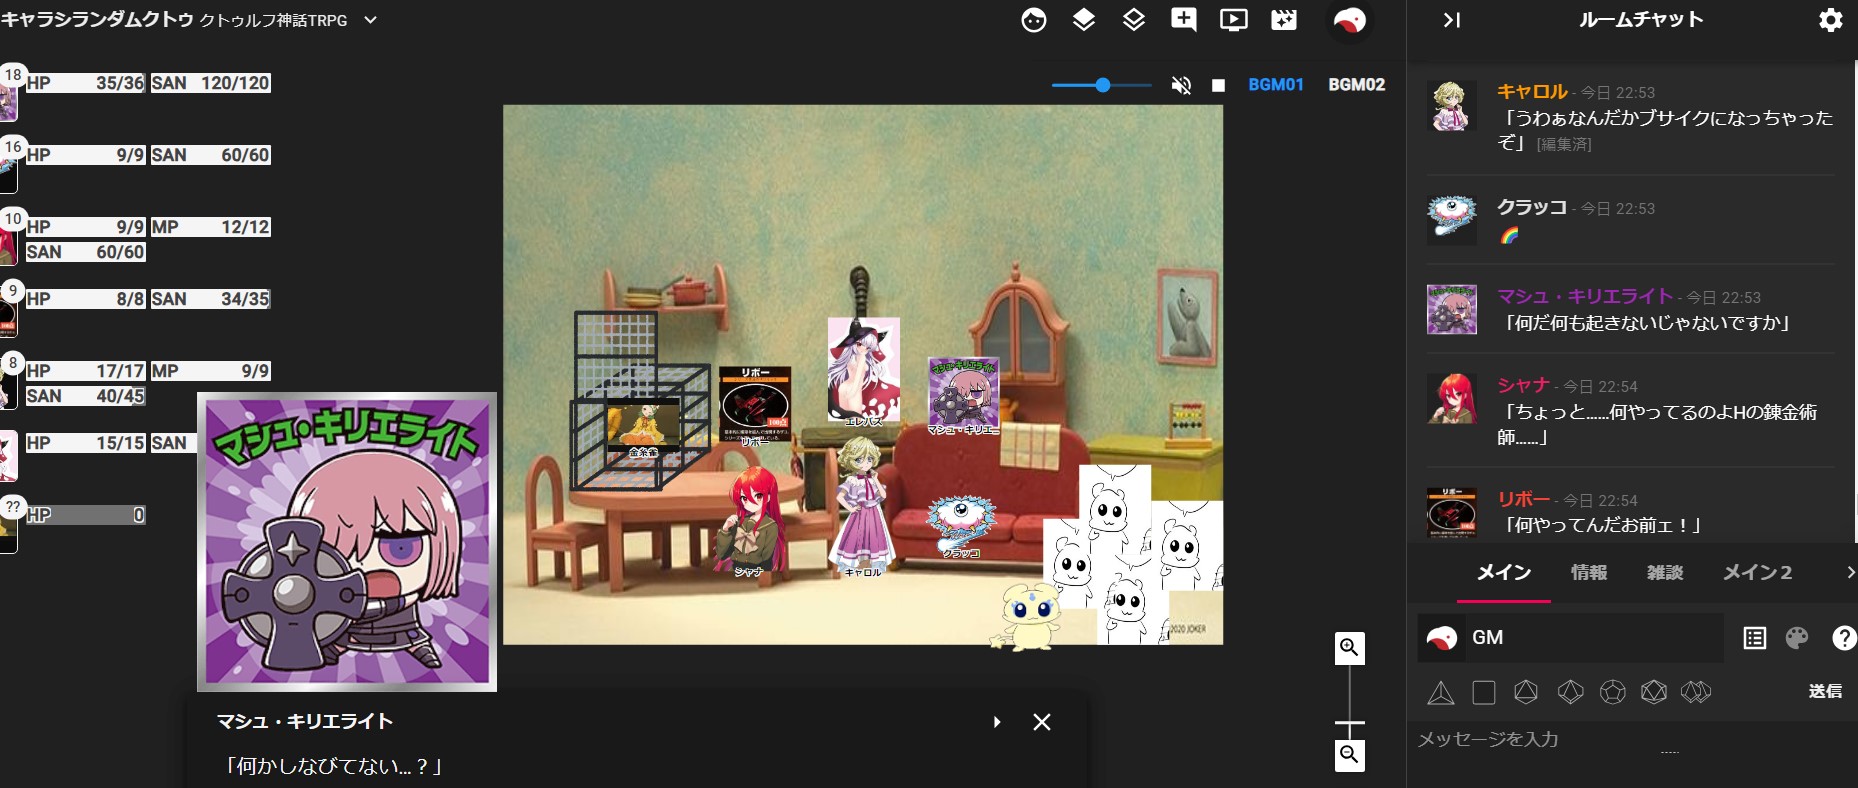 キャラシランダムクトゥ クトゥルフ神話TRPG
ルームチャット
18
HP 35/36 SAN 120/120
16
HP 9/9 SAN 60/60
10
HP 9/9 MP 12/12
SAN 60/60
9
HP 8/8 SAN 34/35
8
HP 17/17 MP 9/9
SAN 40/45
HP 15/15 SAN
??
HP 0
BGM01 BGM02
マシュ・キリエライト
リボー
100点
リボー
金糸雀
エレバス
マシュ・キリエ…
シャナ
キャロル
クラッコ
2020 JOKER
マシュ・キリエライト
「何かしなびてない…？」
キャロル - 今日 22:53
「うわぁなんだかブサイクになっちゃった
ぞ」 [編集済]
クラッコ - 今日 22:53
🌈
マシュ・キリエライト - 今日 22:53
「何だ何も起きないじゃないですか」
シャナ - 今日 22:54
「ちょっと……何やってるのよHの錬金術
師……」
リボー - 今日 22:54
「何やってんだお前ェ！」
メイン 情報 雑談 メイン２
GM
送信
メッセージを入力